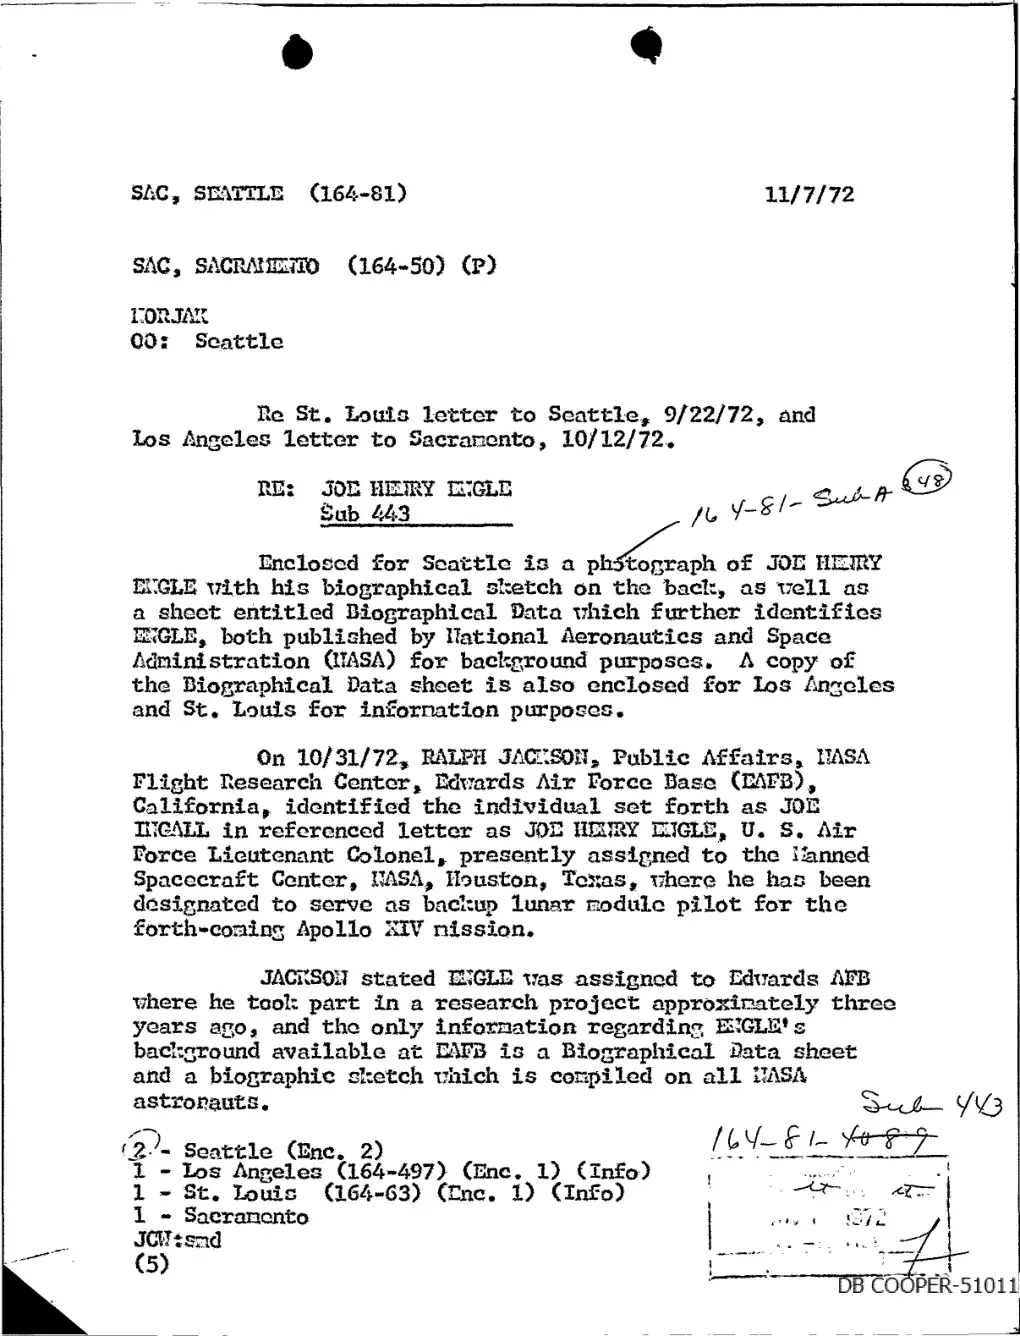 SAC, SEATTLE (164-81) 11/7/72
SAC, SACRAMENTO (164-50) (P)
NORJAK
OO: Seattle
Re St. Louis letter to Seattle, 9/22/72, and
Los Angeles letter to Sacramento, 10/12/72.
RE: JOE HENRY ENGLE
Sub 443
164-81-Sub A 348
Enclosed for Seattle is a photograph of JOE HENRY
ENGLE with his biographical sketch on the back, as well as
a sheet entitled Biographical Data which further identifies
ENGLE, both published by National Aeronautics and Space
Administration (NASA) for background purposes. A copy of
the Biographical Data sheet is also enclosed for Los Angeles
and St. Louis for information purposes.
On 10/31/72, RALPH JACKSON, Public Affairs, NASA
Flight Research Center, Edwards Air Force Base (EAFB),
California, identified the individual set forth as JOE
INGALL in referenced letter as JOE HENRY ENGLE, U. S. Air
Force Lieutenant Colonel, presently assigned to the Manned
Spacecraft Center, NASA, Houston, Texas, where he has been
designated to serve as backup lunar module pilot for the
forth-coming Apollo XIV mission.
JACKSON stated ENGLE was assigned to Edwards AFB
where he took part in a research project approximately three
years ago, and the only information regarding ENGLE's
background available at EAFB is a Biographical Data sheet
and a biographic sketch which is compiled on all NASA
astronauts.
Sub 443
164-81-4089
2 - Seattle (Enc. 2)
1 - Los Angeles (164-497) (Enc. 1) (Info)
1 - St. Louis (164-63) (Enc. 1) (Info)
1 - Sacramento
JCW:smd
(5)
1972
DB COOPER-51011